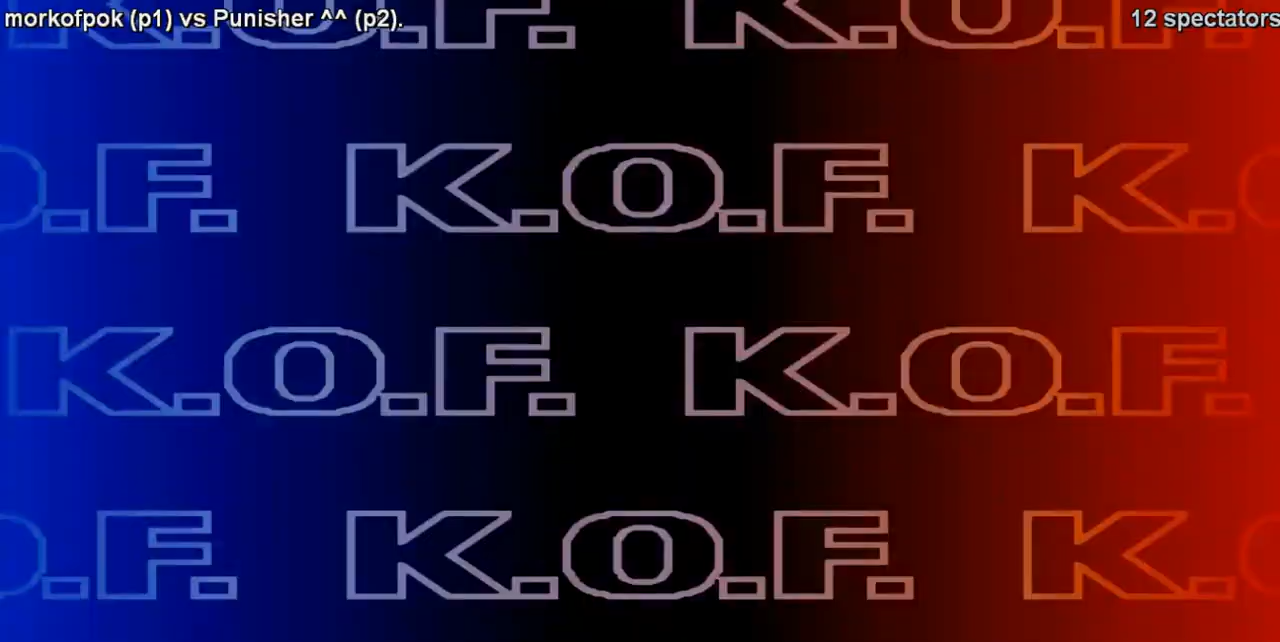 morkofpok (p1) vs Punisher ^^ (p2). 12 spectators
K.O.F. K.O.F.
O.F. K.O.F. K.O
K.O.F. K.O.F.
O.F. K.O.F. K.O